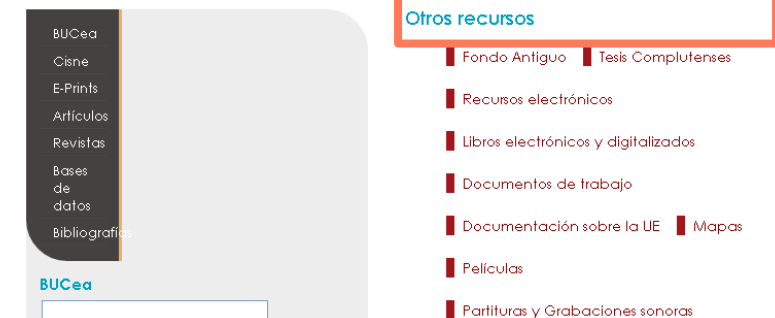 BUCea
Cisne
E-Prints
Artículos
Revistas
Bases
de
datos
Bibliografías
BUCea
Otros recursos
Fondo Antiguo Tesis Complutenses
Recursos electrónicos
Libros electrónicos y digitalizados
Documentos de trabajo
Documentación sobre la UE Mapas
Películas
Partituras y Grabaciones sonoras